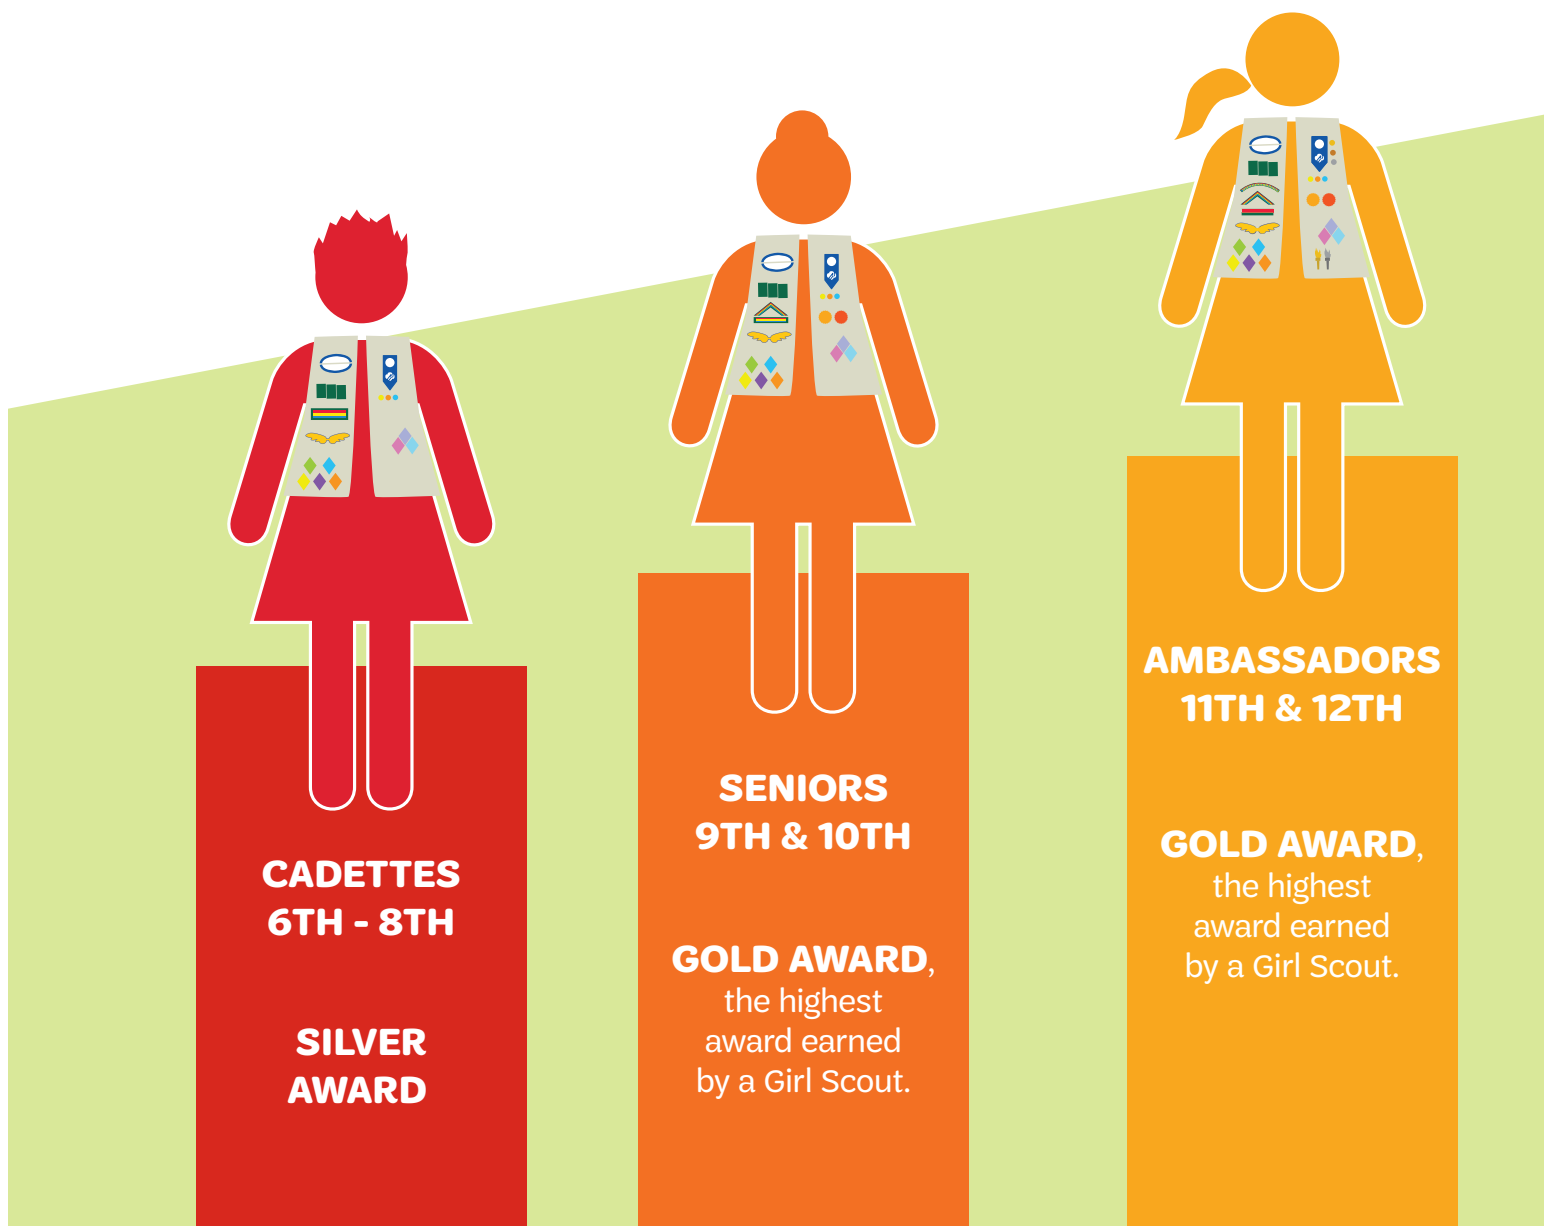 CADETTES
6TH - 8TH
SILVER
AWARD
SENIORS
9TH & 10TH
GOLD AWARD,
the highest
award earned
by a Girl Scout.
AMBASSADORS
11TH & 12TH
GOLD AWARD,
the highest
award earned
by a Girl Scout.